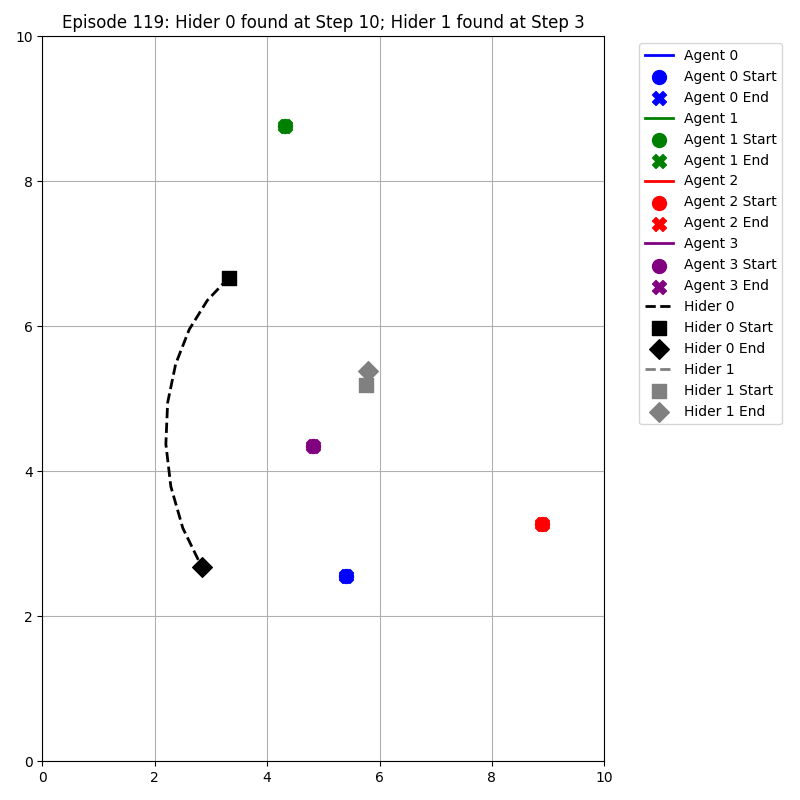 Episode 119: Hider 0 found at Step 10; Hider 1 found at Step 3
10
8
6
4
2
0
0 2 4 6 8 10
Agent 0
Agent 0 Start
Agent 0 End
Agent 1
Agent 1 Start
Agent 1 End
Agent 2
Agent 2 Start
Agent 2 End
Agent 3
Agent 3 Start
Agent 3 End
Hider 0
Hider 0 Start
Hider 0 End
Hider 1
Hider 1 Start
Hider 1 End